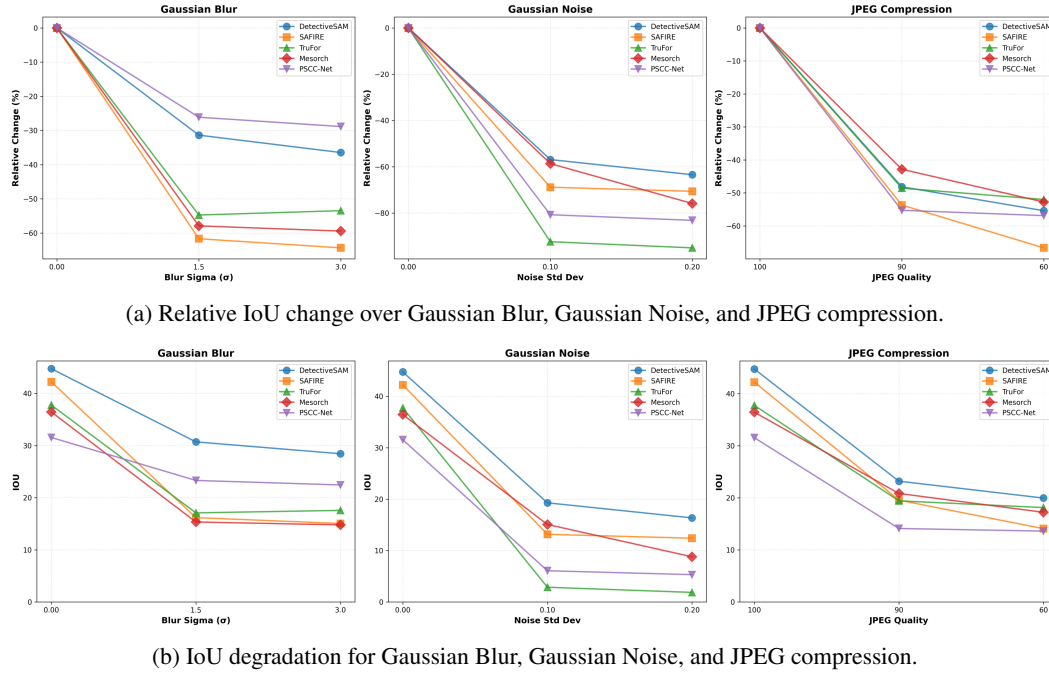 Gaussian Blur
Gaussian Noise
JPEG Compression
0
−10
−20
−30
−40
−50
−60
Relative Change (%)
DetectiveSAM
SAFIRE
TruFor
Mesorch
PSCC-Net
0.00
1.5
3.0
Blur Sigma (σ)
0
−20
−40
−60
−80
Relative Change (%)
DetectiveSAM
SAFIRE
TruFor
Mesorch
PSCC-Net
0.00
0.10
0.20
Noise Std Dev
0
−10
−20
−30
−40
−50
−60
Relative Change (%)
DetectiveSAM
SAFIRE
TruFor
Mesorch
PSCC-Net
100
90
60
JPEG Quality
(a) Relative IoU change over Gaussian Blur, Gaussian Noise, and JPEG compression.
Gaussian Blur
Gaussian Noise
JPEG Compression
40
30
20
10
0
IOU
DetectiveSAM
SAFIRE
TruFor
Mesorch
PSCC-Net
0.00
1.5
3.0
Blur Sigma (σ)
40
30
20
10
0
IOU
DetectiveSAM
SAFIRE
TruFor
Mesorch
PSCC-Net
0.00
0.10
0.20
Noise Std Dev
40
30
20
10
0
IOU
DetectiveSAM
SAFIRE
TruFor
Mesorch
PSCC-Net
100
90
60
JPEG Quality
(b) IoU degradation for Gaussian Blur, Gaussian Noise, and JPEG compression.